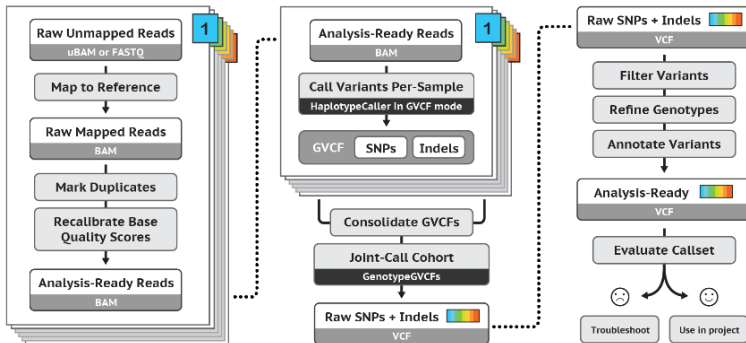 Raw Unmapped Reads
uBAM or FASTQ
1
Map to Reference
Raw Mapped Reads
BAM
Mark Duplicates
Recalibrate Base
Quality Scores
Analysis-Ready Reads
BAM
1
Analysis-Ready Reads
BAM
Call Variants Per-Sample
HaplotypeCaller in GVCF mode
GVCF SNPs Indels
Consolidate GVCFs
Joint-Call Cohort
GenotypeGVCFs
Raw SNPs + Indels
VCF
Raw SNPs + Indels
VCF
Filter Variants
Refine Genotypes
Annotate Variants
Analysis-Ready
VCF
Evaluate Callset
Troubleshoot
Use in project